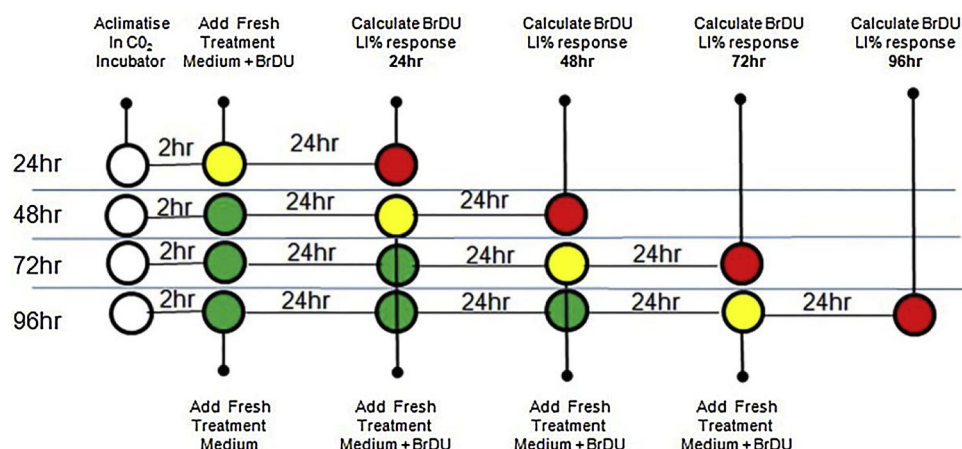 Aclimatise
In C0₂
Incubator
Add Fresh
Treatment
Medium + BrDU
Calculate BrDU
LI% response
24hr
Calculate BrDU
LI% response
48hr
Calculate BrDU
LI% response
72hr
Calculate BrDU
LI% response
96hr
24hr 2hr 24hr
48hr 2hr 24hr 24hr
72hr 2hr 24hr 24hr 24hr
96hr 2hr 24hr 24hr 24hr 24hr
Add Fresh
Treatment
Medium
Add Fresh
Treatment
Medium + BrDU
Add Fresh
Treatment
Medium + BrDU
Add Fresh
Treatment
Medium + BrDU